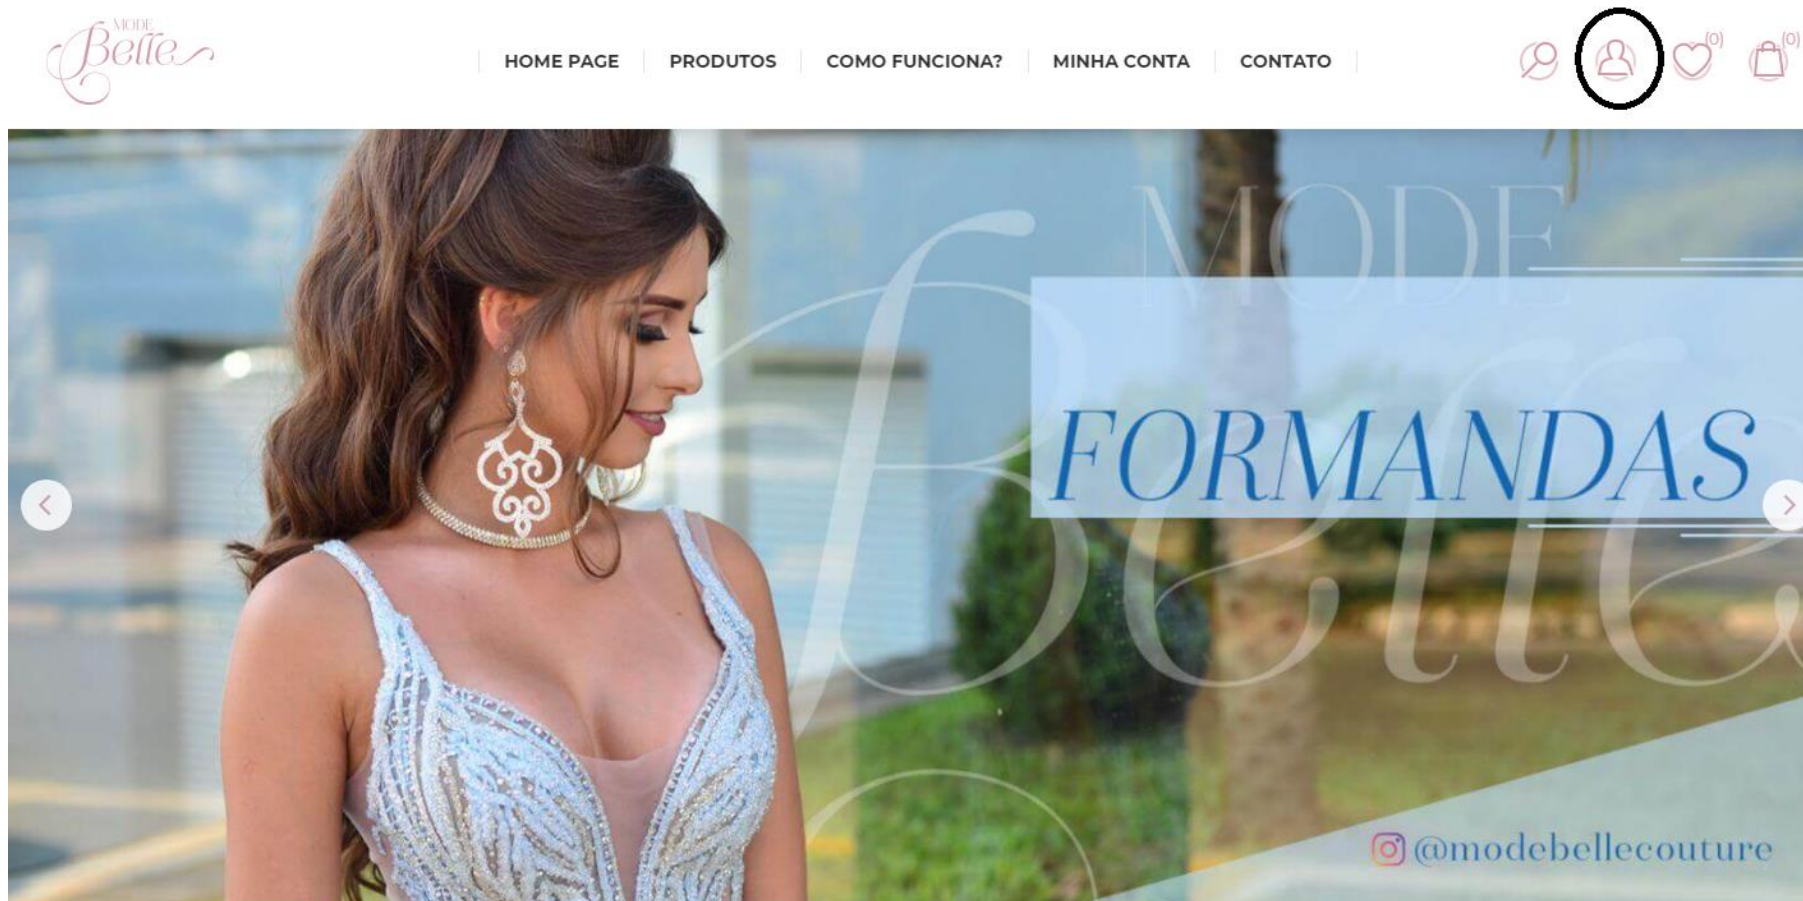 MODE
Belle
HOME PAGE
PRODUTOS
COMO FUNCIONA?
MINHA CONTA
CONTATO
(0)
(0)
MODE
Belle
FORMANDAS
@modebellecouture